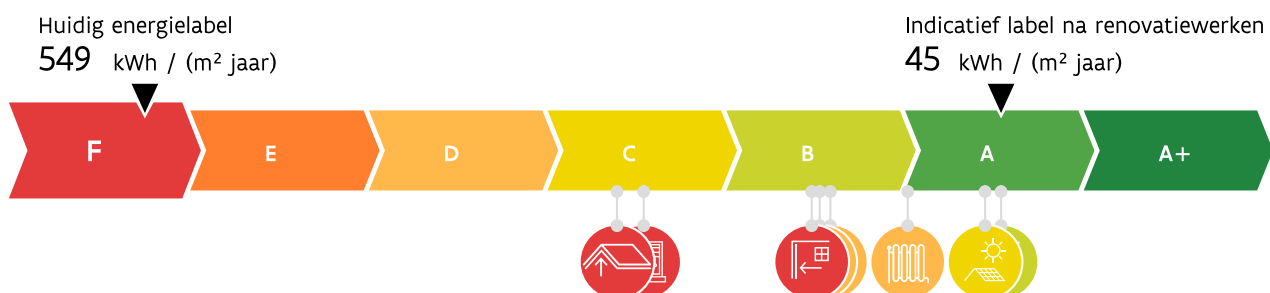 Huidig energielabel
549 kWh / (m² jaar)
Indicatief label na renovatiewerken
45 kWh / (m² jaar)
F E D C B A A+